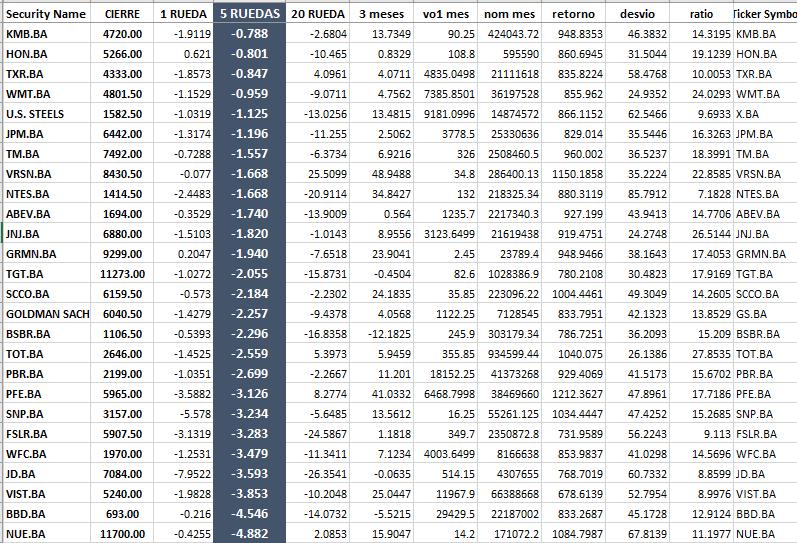 Security Name CIERRE 1 RUEDA 5 RUEDAS 20 RUEDA 3 meses vo1 mes nom mes retorno desvio ratio Ticker Symbo
KMB.BA 4720.00 -1.9119 -0.788 -2.6804 13.7349 90.25 424043.72 948.8353 46.3832 14.3195 KMB.BA
HON.BA 5266.00 0.621 -0.801 -10.465 0.8329 108.8 595590 860.6945 31.5044 19.1239 HON.BA
TXR.BA 4333.00 -1.8573 -0.847 4.0961 4.0711 4835.0498 21111618 835.8224 58.4768 10.0053 TXR.BA
WMT.BA 4801.50 -1.1529 -0.959 -9.0711 4.7562 7385.8501 36197528 855.962 24.9352 24.0293 WMT.BA
U.S. STEELS 1582.50 -1.0319 -1.125 -13.0256 13.4815 9181.0996 14874572 866.1152 62.5466 9.6933 X.BA
JPM.BA 6442.00 -1.3174 -1.196 -11.255 2.5062 3778.5 25330636 829.014 35.5446 16.3263 JPM.BA
TM.BA 7492.00 -0.7288 -1.557 -6.3734 6.9216 326 2508460.5 960.002 36.5237 18.3991 TM.BA
VRSN.BA 8430.50 -0.077 -1.668 25.5099 48.9488 34.8 286400.13 1150.1858 35.2224 22.8585 VRSN.BA
NTES.BA 1414.50 -2.4483 -1.668 -20.9114 34.8427 132 218325.34 880.3119 85.7912 7.1828 NTES.BA
ABEV.BA 1694.00 -0.3529 -1.740 -13.9009 0.564 1235.7 2217340.3 927.199 43.9413 14.7706 ABEV.BA
JNJ.BA 6880.00 -1.5103 -1.820 -1.0143 8.9556 3123.6499 21619438 919.4751 24.2748 26.5144 JNJ.BA
GRMN.BA 9299.00 0.2047 -1.940 -7.6518 23.9041 2.45 23789.4 948.9466 38.1643 17.4053 GRMN.BA
TGT.BA 11273.00 -1.0272 -2.055 -15.8731 -0.4504 82.6 1028386.9 780.2108 30.4823 17.9169 TGT.BA
SCCO.BA 6159.50 -0.573 -2.184 -2.2302 24.1835 35.85 223096.22 1004.4461 49.3049 14.2605 SCCO.BA
GOLDMAN SACH 6040.50 -1.4279 -2.257 -9.4378 4.0568 1122.25 7128545 833.7951 42.1323 13.8529 GS.BA
BSBR.BA 1106.50 -0.5393 -2.296 -16.8358 -12.1825 245.9 303179.34 786.7251 36.2093 15.209 BSBR.BA
TOT.BA 2646.00 -1.4525 -2.559 5.3973 5.9459 355.85 934599.44 1040.075 26.1386 27.8535 TOT.BA
PBR.BA 2199.00 -1.0351 -2.699 -2.2667 11.201 18152.25 41373268 929.4069 41.5173 15.6702 PBR.BA
PFE.BA 5965.00 -3.5882 -3.126 8.2774 41.0332 6468.7998 38469660 1212.3627 47.8961 17.7186 PFE.BA
SNP.BA 3157.00 -5.578 -3.234 -5.6485 13.5612 16.25 55261.125 1034.4447 47.4252 15.2685 SNP.BA
FSLR.BA 5907.50 -3.1319 -3.283 -24.5867 1.1818 349.7 2350872.8 731.9589 56.2243 9.113 FSLR.BA
WFC.BA 1970.00 -1.2531 -3.479 -11.3411 7.1234 4003.6499 8166638 853.9837 41.0298 14.5696 WFC.BA
JD.BA 7084.00 -7.9522 -3.593 -26.3541 -0.0635 514.15 4307655 768.7019 60.7332 8.8599 JD.BA
VIST.BA 5240.00 -1.9828 -3.853 -10.2048 25.0447 11967.9 66388668 678.6139 52.7954 8.9976 VIST.BA
BBD.BA 693.00 -0.216 -4.546 -14.0732 -5.5215 29429.5 22187002 833.2687 45.1728 12.9124 BBD.BA
NUE.BA 11700.00 -0.4255 -4.882 2.0853 15.9047 14.2 171072.2 1084.7987 67.8139 11.1977 NUE.BA